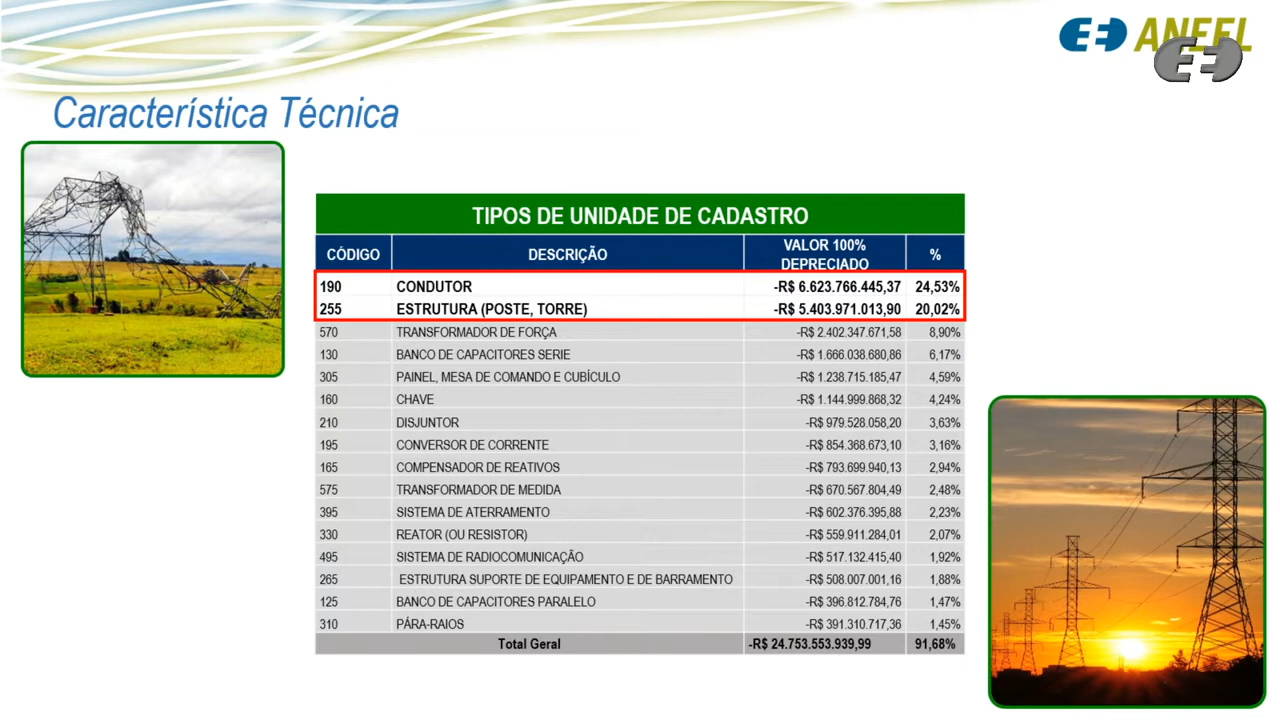 ANEEL
Característica Técnica
TIPOS DE UNIDADE DE CADASTRO
CÓDIGO DESCRIÇÃO VALOR 100% DEPRECIADO %
190 CONDUTOR -R$ 6.623.766.445,37 24,53%
255 ESTRUTURA (POSTE, TORRE) -R$ 5.403.971.013,90 20,02%
570 TRANSFORMADOR DE FORÇA -R$ 2.402.347.671,58 8,90%
130 BANCO DE CAPACITORES SERIE -R$ 1.666.038.680,86 6,17%
305 PAINEL, MESA DE COMANDO E CUBÍCULO -R$ 1.238.715.185,47 4,59%
160 CHAVE -R$ 1.144.999.868,32 4,24%
210 DISJUNTOR -R$ 979.528.058,20 3,63%
195 CONVERSOR DE CORRENTE -R$ 854.368.673,10 3,16%
165 COMPENSADOR DE REATIVOS -R$ 793.699.940,13 2,94%
575 TRANSFORMADOR DE MEDIDA -R$ 670.567.804,49 2,48%
395 SISTEMA DE ATERRAMENTO -R$ 602.376.395,88 2,23%
330 REATOR (OU RESISTOR) -R$ 559.911.284,01 2,07%
495 SISTEMA DE RADIOCOMUNICAÇÃO -R$ 517.132.415,40 1,92%
265 ESTRUTURA SUPORTE DE EQUIPAMENTO E DE BARRAMENTO -R$ 508.007.001,16 1,88%
125 BANCO DE CAPACITORES PARALELO -R$ 396.812.784,76 1,47%
310 PÁRA-RAIOS -R$ 391.310.717,36 1,45%
Total Geral -R$ 24.753.553.939,99 91,68%